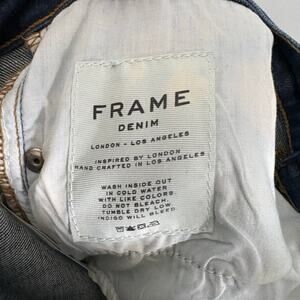 FRAME
DENIM
LONDON - LOS ANGELES
INSPIRED BY LONDON
HAND CRAFTED IN LOS ANGELES
WASH INSIDE OUT
IN COLD WATER
WITH LIKE COLORS
DO NOT BLEACH.
TUMBLE DRY LOW.
INDIGO WILL BLEED.